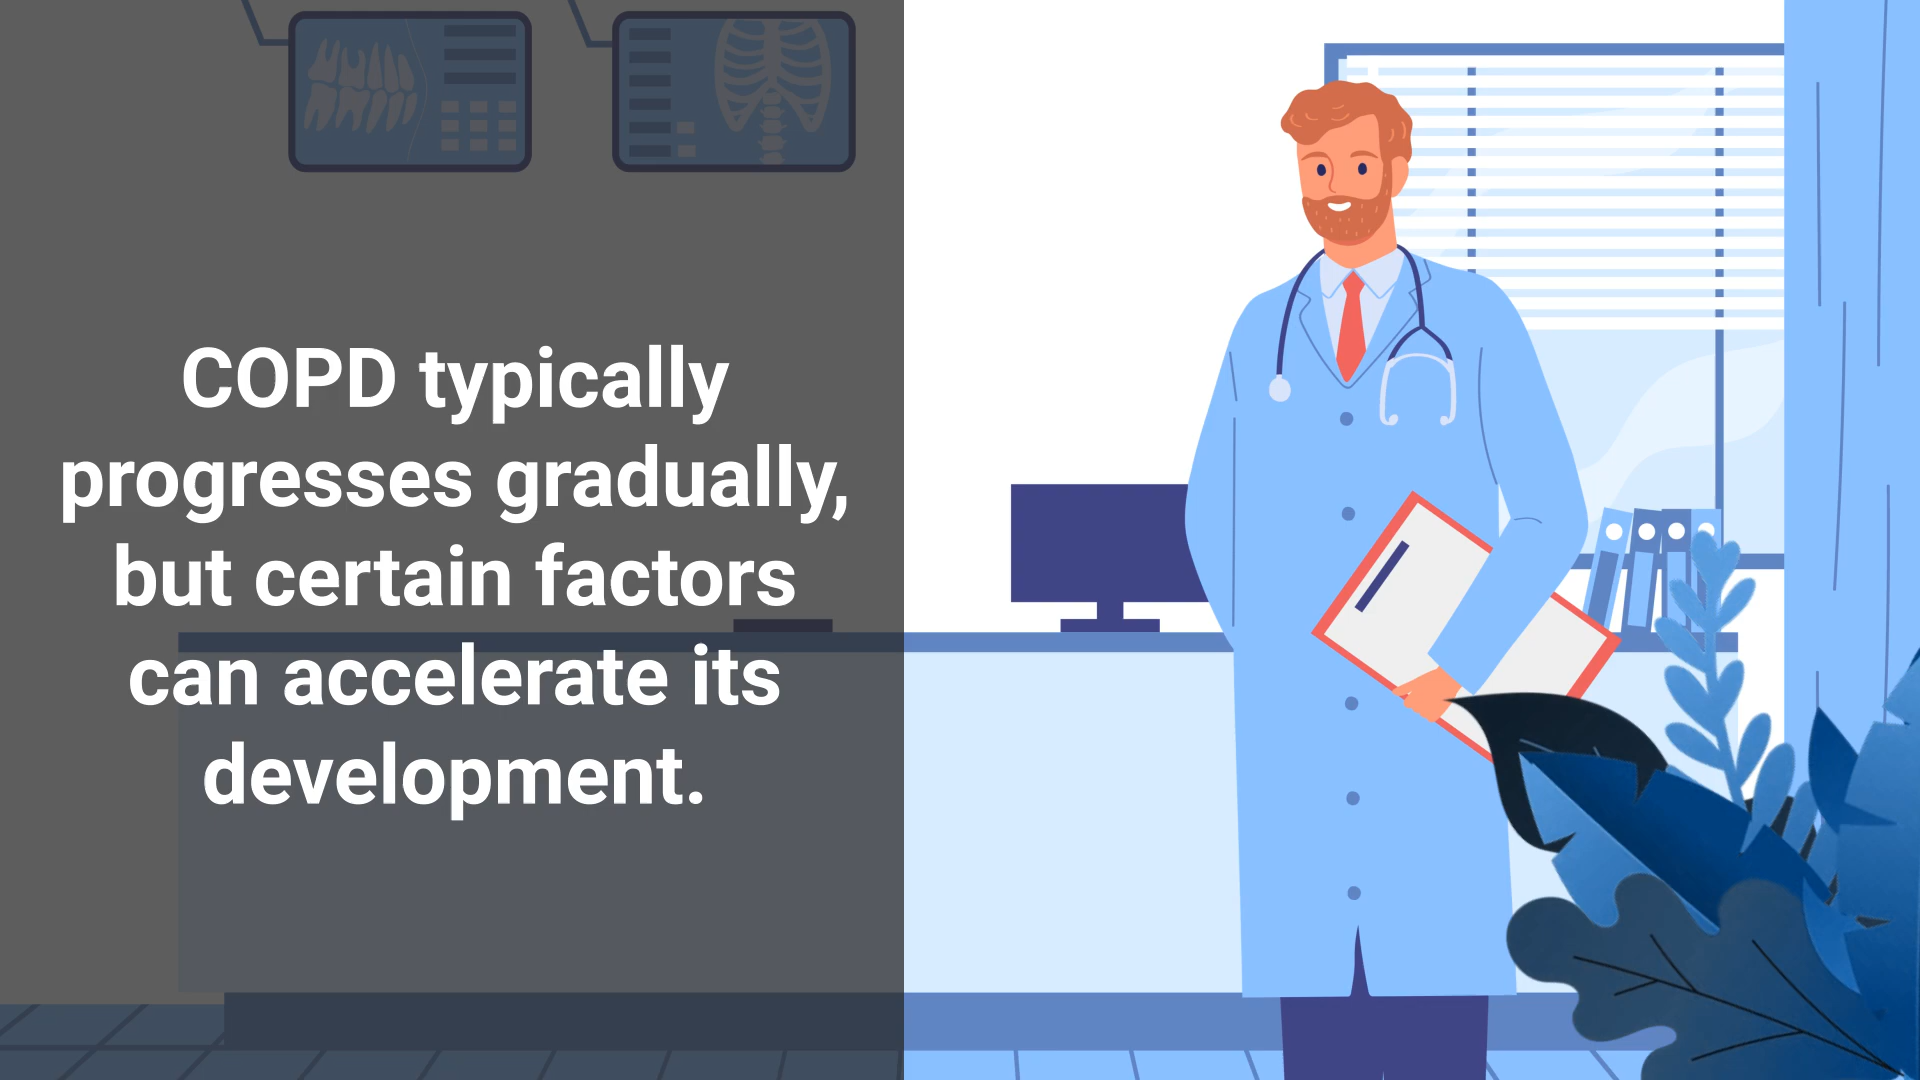 COPD typically
progresses gradually,
but certain factors
can accelerate its
development.